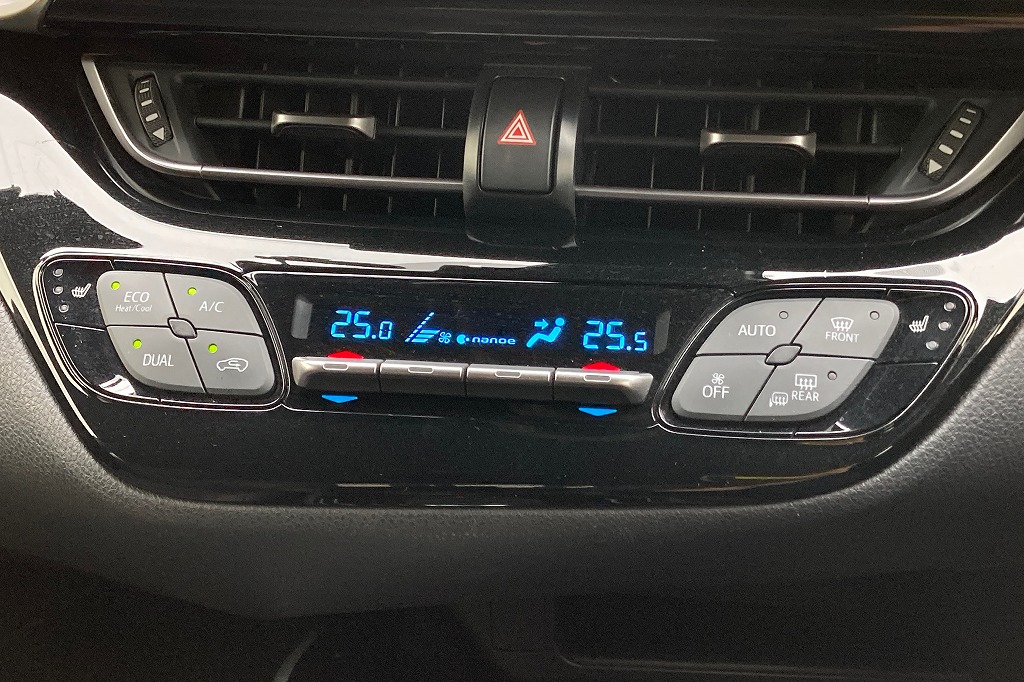 ECO
Heat/Cool
A/C
DUAL
25.0
nanoe
25.5
AUTO
FRONT
OFF
REAR